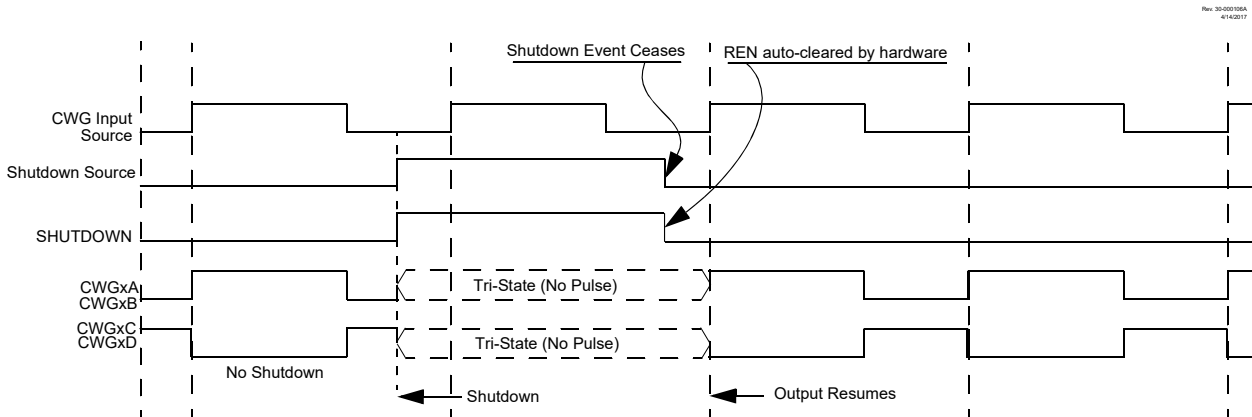 Rev. 30-000106A
4/14/2017
Shutdown Event Ceases
REN auto-cleared by hardware
CWG Input
Source
Shutdown Source
SHUTDOWN
CWGxA
CWGxB
Tri-State (No Pulse)
CWGxC
CWGxD
Tri-State (No Pulse)
No Shutdown
Shutdown
Output Resumes